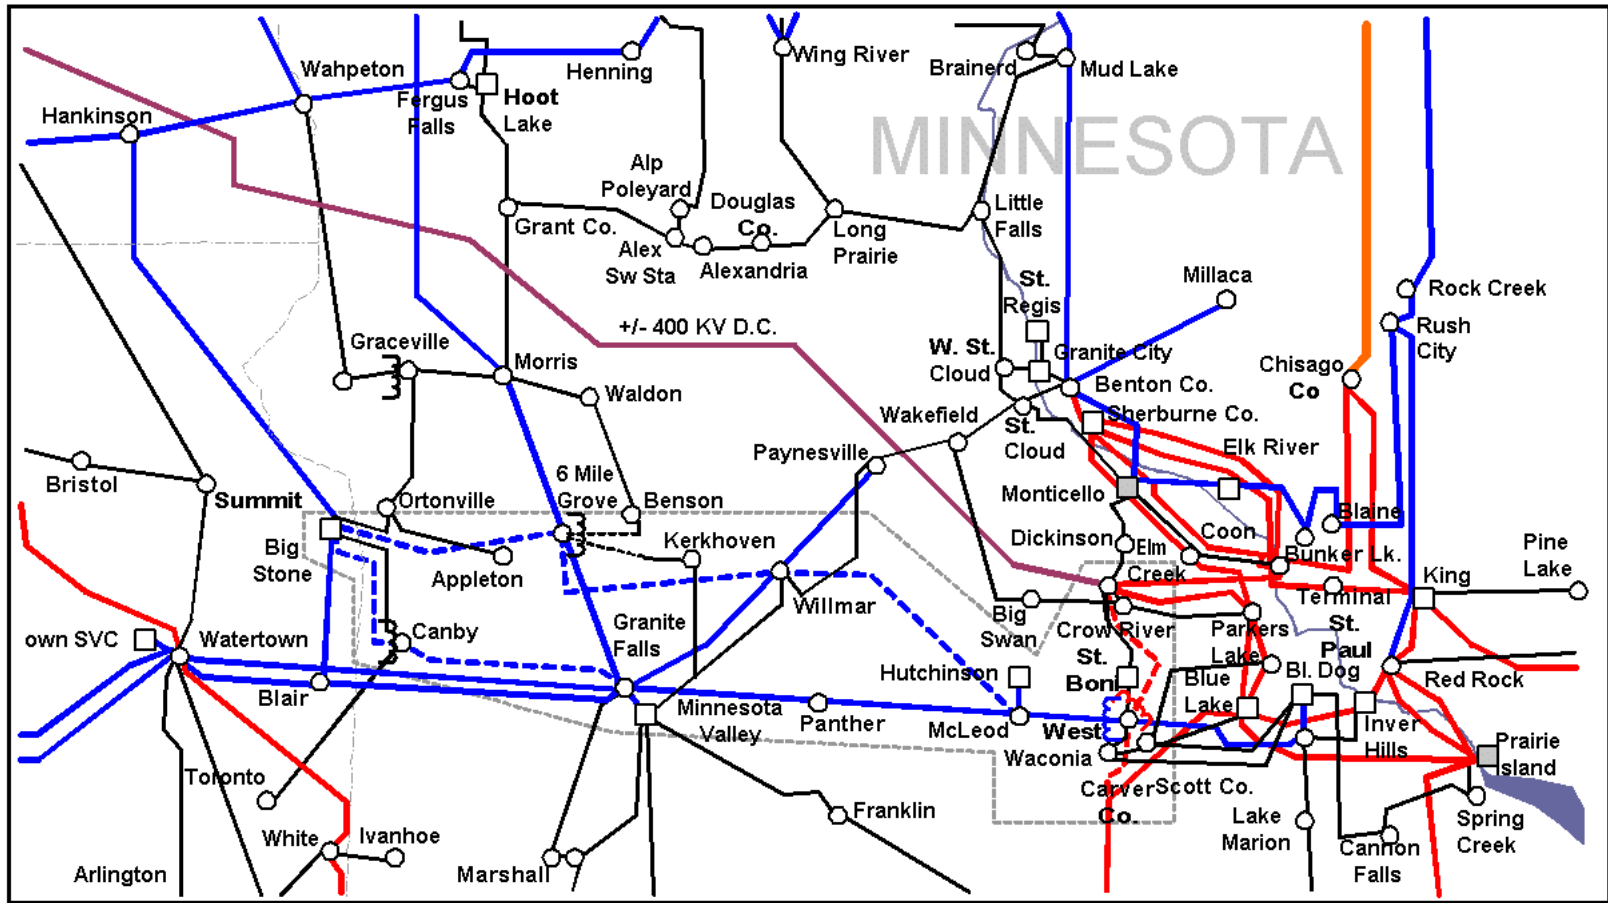 Wahpeton
Henning
Wing River
Brainerd
Mud Lake
Hankinson
Fergus
Falls
Hoot
Lake
MINNESOTA
Alp
Poleyard
Douglas
Co.
Grant Co.
Alex
Sw Sta
Alexandria
Long
Prairie
Little
Falls
Millaca
Rock Creek
St.
Regis
Rush
City
+/- 400 KV D.C.
Graceville
Morris
W. St.
Cloud
Granite City
Chisago
Co
Waldon
Benton Co.
Wakefield
Sherburne Co.
St.
Cloud
Elk River
Paynesville
Bristol
Summit
6 Mile
Grove
Benson
Ortonville
Monticello
Blaine
Big
Stone
Appleton
Kerkhoven
Dickinson
Elm
Creek
Coon
Bunker Lk.
Pine
Lake
King
Willmar
Terminal
own SVC
Watertown
Canby
Granite
Falls
Big
Swan
Crow River
Parkers
Lake
St.
Paul
Hutchinson
St.
Boni
Blue
Lake
Bl. Dog
Red Rock
Blair
Minnesota
Valley
Panther
McLeod
West
Waconia
Inver
Hills
Prairie
Island
Toronto
Carver
Co.
Scott Co.
Franklin
Lake
Marion
Spring
Creek
White
Ivanhoe
Cannon
Falls
Arlington
Marshall